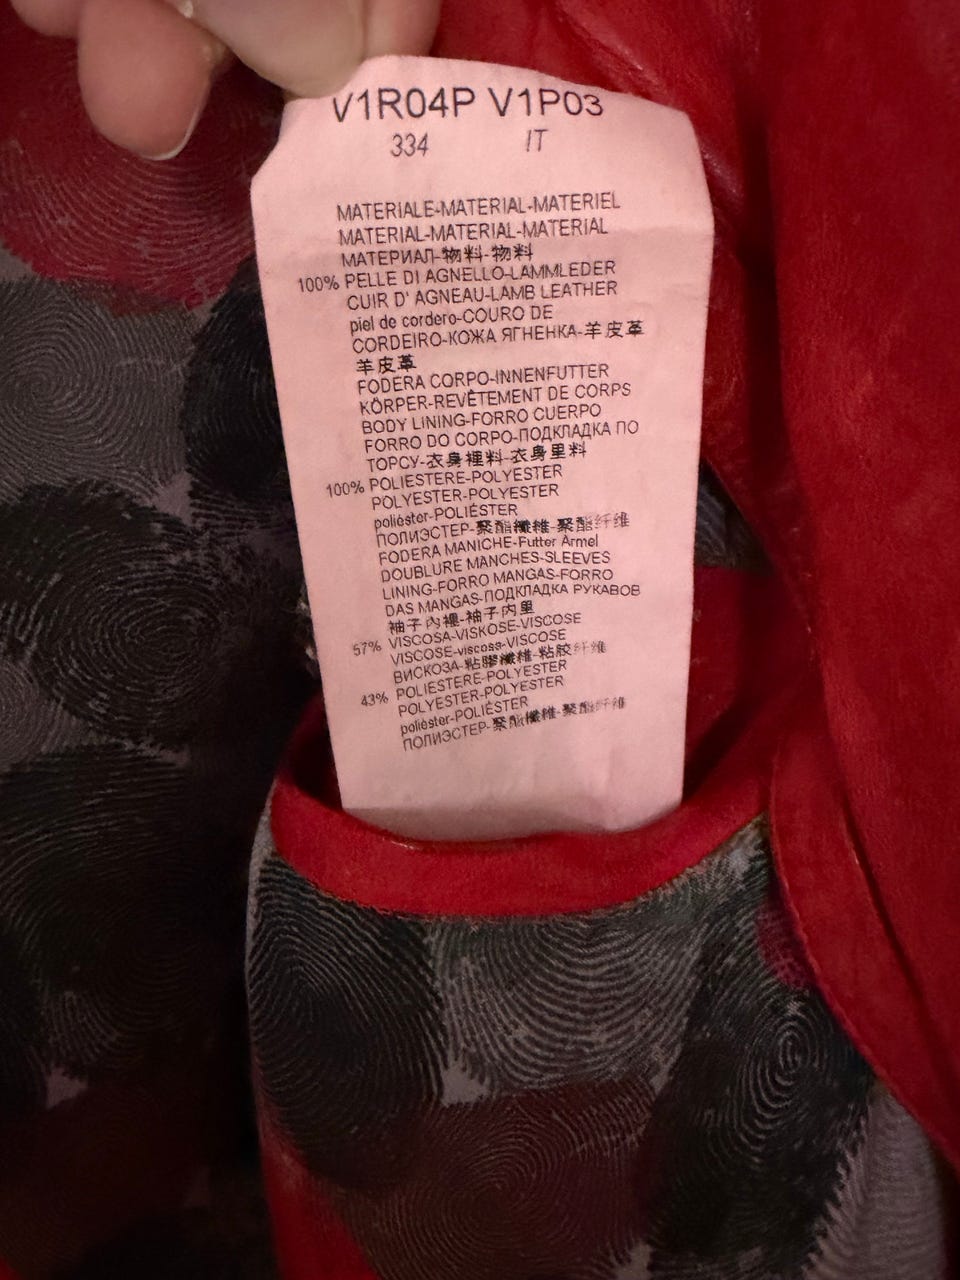 V1R04P V1P03
334 IT
MATERIALE-MATERIAL-MATERIEL
MATERIAL-MATERIAL-MATERIAL
МАТЕРИАЛ-物料-物料
100% PELLE DI AGNELLO-LAMMLEDER
CUIR D' AGNEAU-LAMB LEATHER
piel de cordero-COURO DE
CORDEIRO-КОЖА ЯГНЕНКА-羊皮革
羊皮革
FODERA CORPO-INNENFUTTER
KÖRPER-REVÊTEMENT DE CORPS
BODY LINING-FORRO CUERPO
FORRO DO CORPO-ПОДКЛАДКА ПО
ТОРСУ-衣身裡料-衣身里料
100% POLIESTERE-POLYESTER
POLYESTER-POLYESTER
poliéster-POLIÉSTER
ПОЛИЭСТЕР-聚酯纖維-聚酯纤维
FODERA MANICHE-Futter Ärmel
DOUBLURE MANCHES-SLEEVES
LINING-FORRO MANGAS-FORRO
DAS MANGAS-ПОДКЛАДКА РУКАВОВ
袖子內裡-袖子内里
57% VISCOSA-VISKOSE-VISCOSE
VISCOSE-viscosa-VISCOSE
ВИСКОЗА-粘膠纖維-粘胶纤维
43% POLIESTERE-POLYESTER
POLYESTER-POLYESTER
poliéster-POLIÉSTER
ПОЛИЭСТЕР-聚酯纖維-聚酯纤维